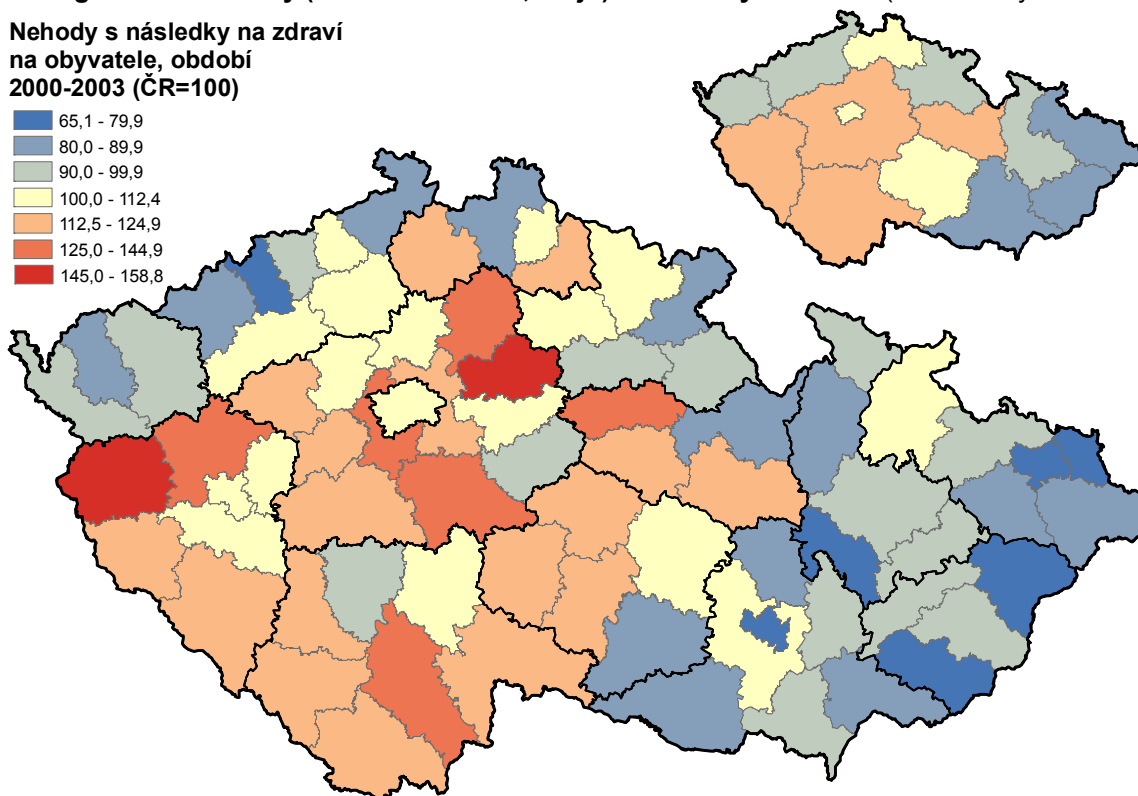 Nehody s následky na zdraví
na obyvatele, období
2000-2003 (ČR=100)
65,1 - 79,9
80,0 - 89,9
90,0 - 99,9
100,0 - 112,4
112,5 - 124,9
125,0 - 144,9
145,0 - 158,8